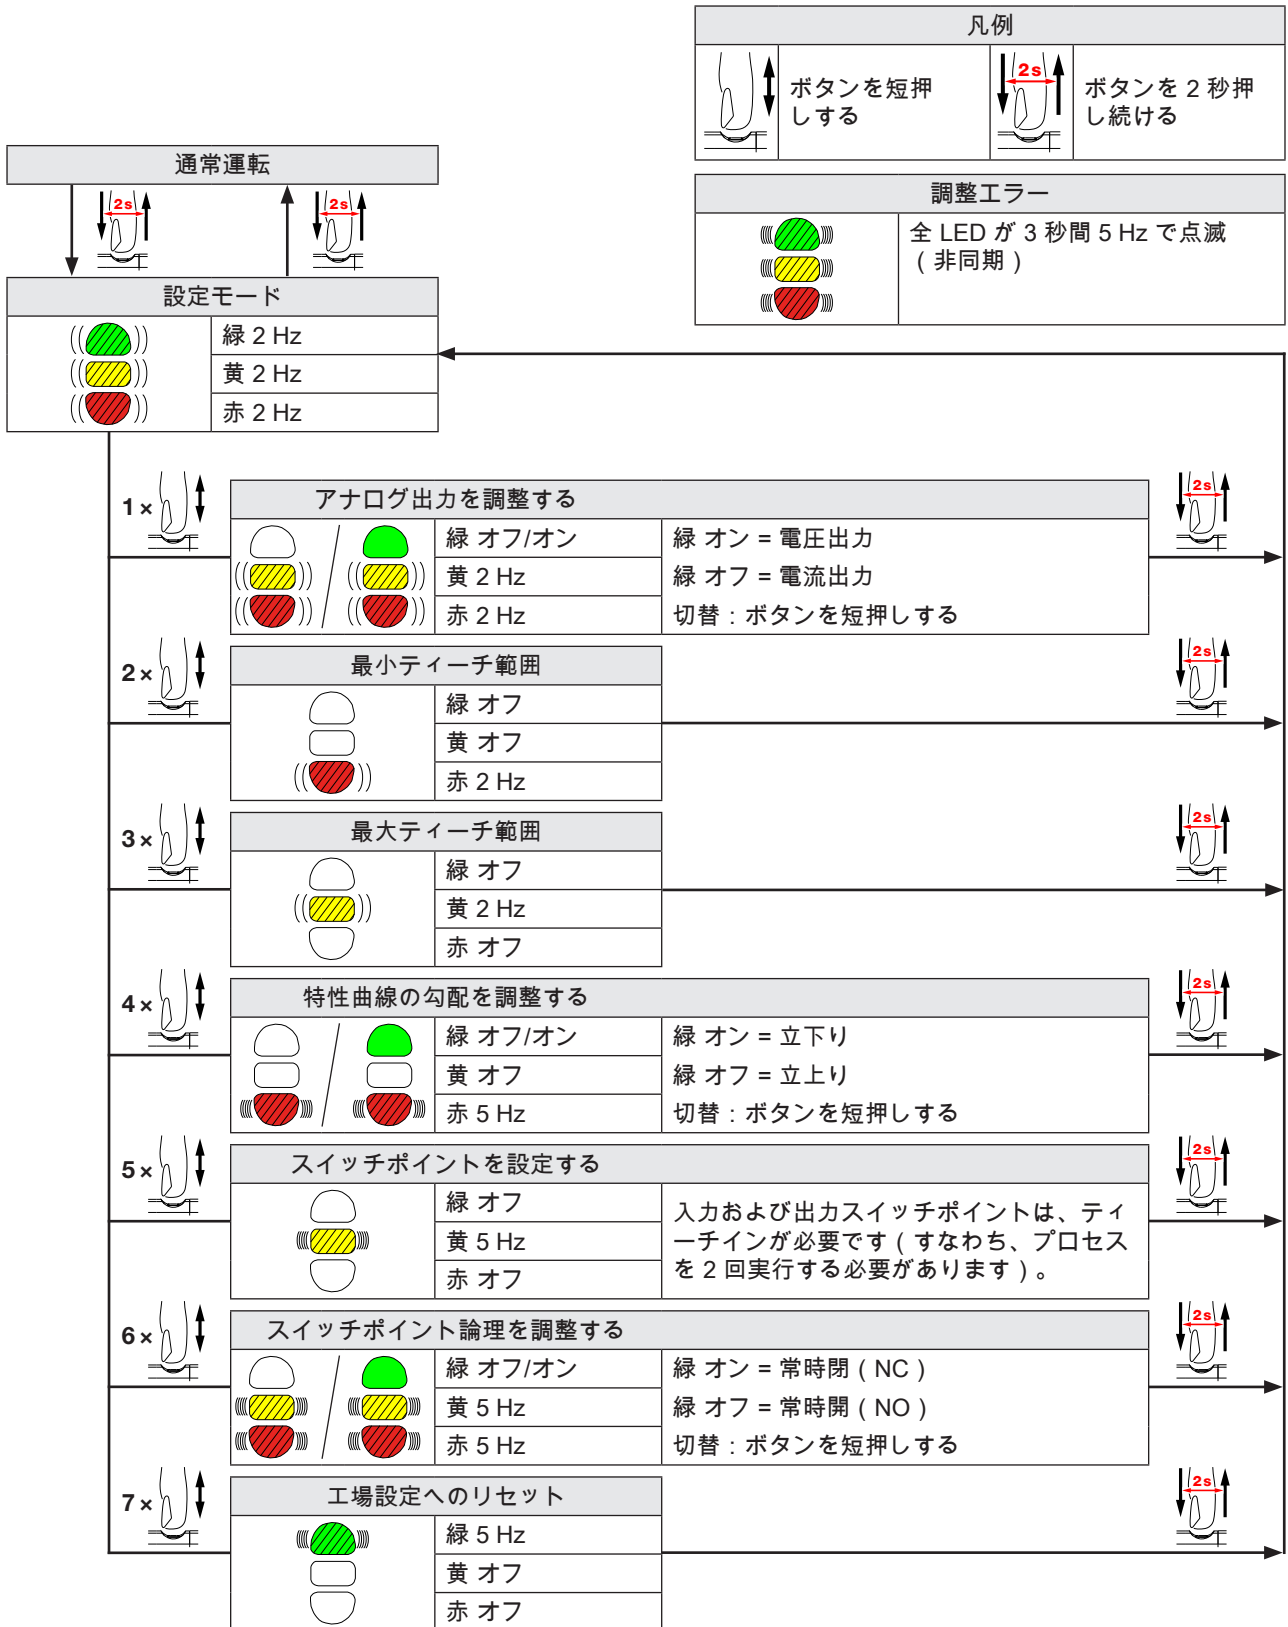 凡例
ボタンを短押
しする
2s
ボタンを 2 秒押
し続ける
通常運転
2s
2s
調整エラー
全 LED が 3 秒間 5 Hz で点滅
（非同期）
設定モード
緑 2 Hz
黄 2 Hz
赤 2 Hz
1×
アナログ出力を調整する
緑 オフ/オン
黄 2 Hz
赤 2 Hz
緑 オン = 電圧出力
緑 オフ = 電流出力
切替：ボタンを短押しする
2s
2×
最小ティーチ範囲
緑 オフ
黄 オフ
赤 2 Hz
2s
3×
最大ティーチ範囲
緑 オフ
黄 2 Hz
赤 オフ
2s
4×
特性曲線の勾配を調整する
緑 オフ/オン
黄 オフ
赤 5 Hz
緑 オン = 立下り
緑 オフ = 立上り
切替：ボタンを短押しする
2s
5×
スイッチポイントを設定する
緑 オフ
黄 5 Hz
赤 オフ
入力および出力スイッチポイントは、ティ
ーチインが必要です（すなわち、プロセス
を 2 回実行する必要があります）。
2s
6×
スイッチポイント論理を調整する
緑 オフ/オン
黄 5 Hz
赤 5 Hz
緑 オン = 常時閉（NC）
緑 オフ = 常時開（NO）
切替：ボタンを短押しする
2s
7×
工場設定へのリセット
緑 5 Hz
黄 オフ
赤 オフ
2s